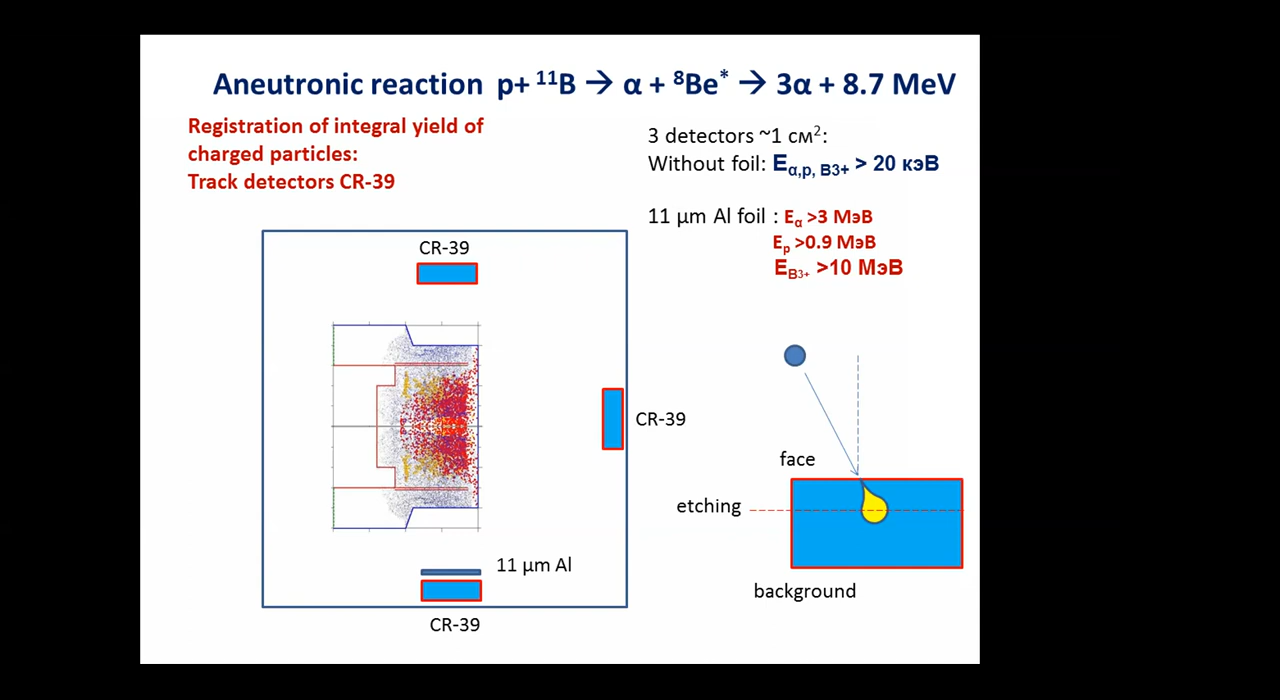 Aneutronic reaction p+ ¹¹B → α + ⁸Be* → 3α + 8.7 MeV
Registration of integral yield of
charged particles:
Track detectors CR-39
3 detectors ~1 см²:
Without foil: Eα,p, B3+ > 20 кэВ
11 µm Al foil : Eα >3 МэВ
Ep >0.9 МэВ
EB3+ >10 МэВ
CR-39
CR-39
11 µm Al
CR-39
face
etching
background